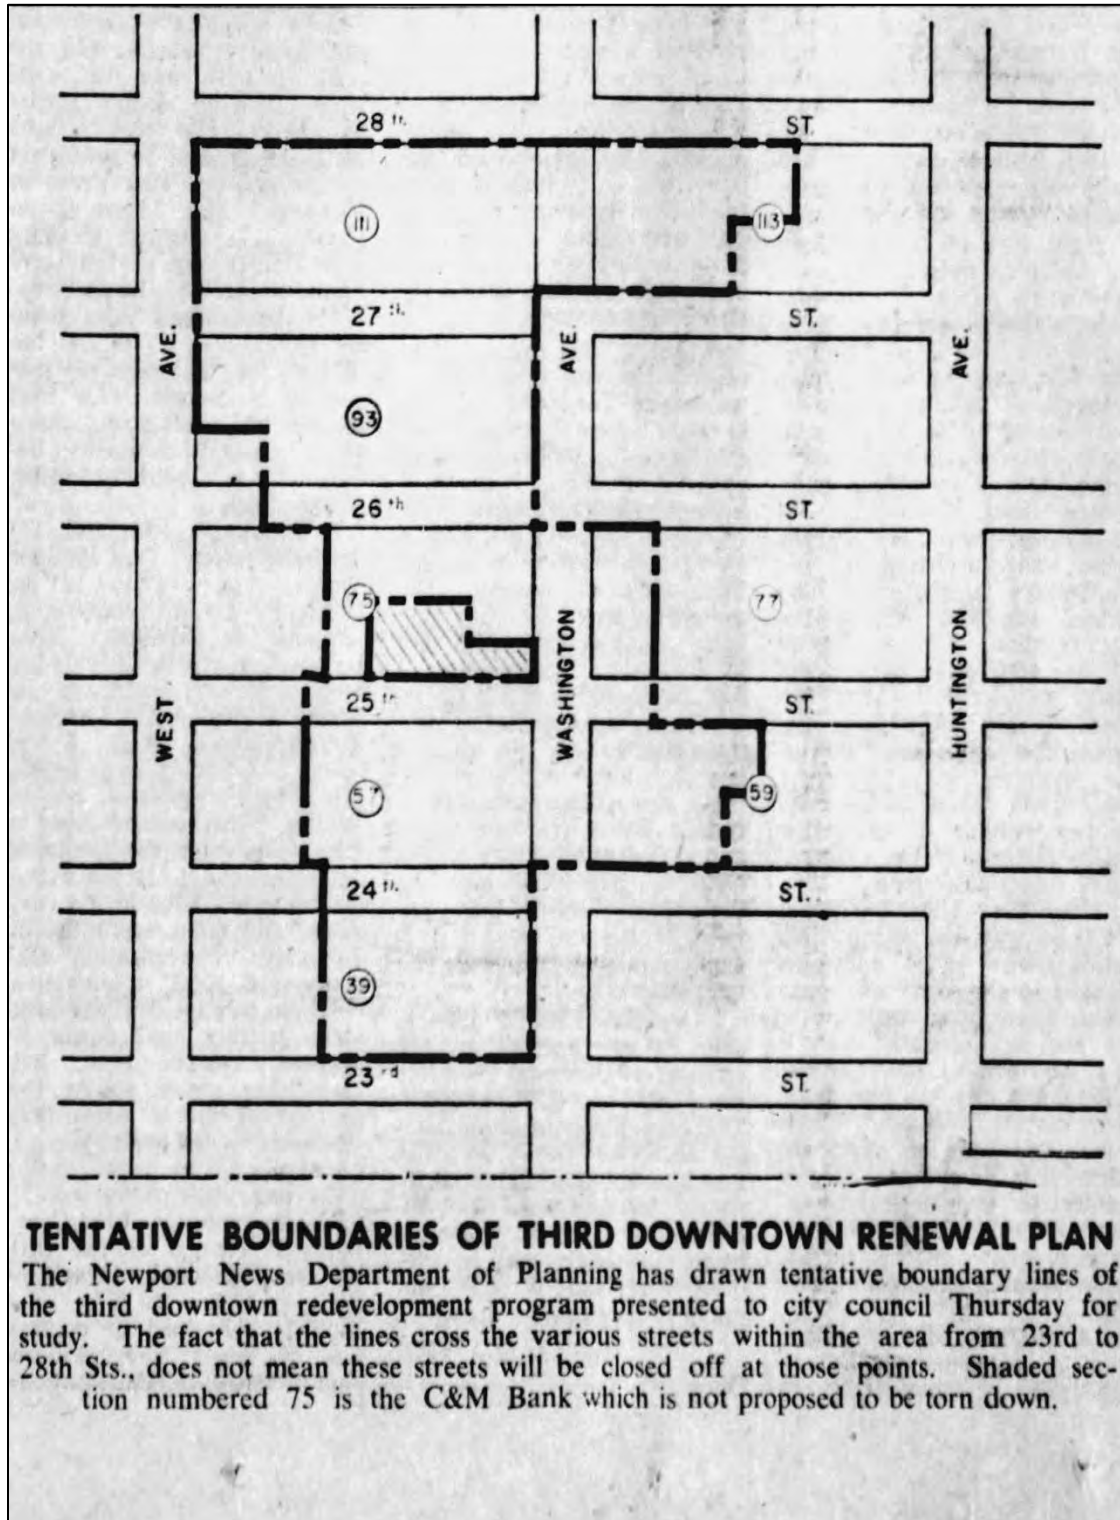 28th ST.
111
113
27th ST.
AVE.
AVE.
AVE.
93
26th ST.
75
77
WASHINGTON
HUNTINGTON
WEST
25th ST.
57
59
24th ST.
39
23rd ST.
TENTATIVE BOUNDARIES OF THIRD DOWNTOWN RENEWAL PLAN
The Newport News Department of Planning has drawn tentative boundary lines of
the third downtown redevelopment program presented to city council Thursday for
study. The fact that the lines cross the various streets within the area from 23rd to
28th Sts., does not mean these streets will be closed off at those points. Shaded sec-
tion numbered 75 is the C&M Bank which is not proposed to be torn down.